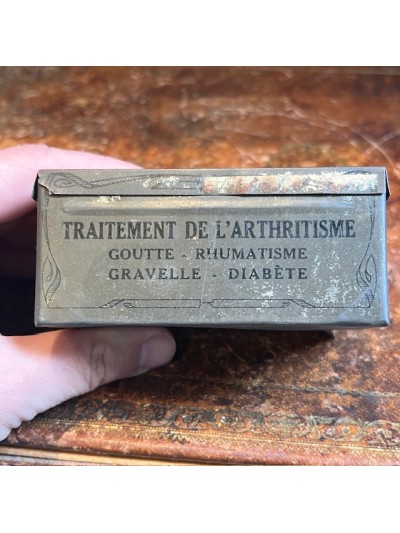 TRAITEMENT DE L'ARTHRITISME
GOUTTE - RHUMATISME
GRAVELLE - DIABÈTE